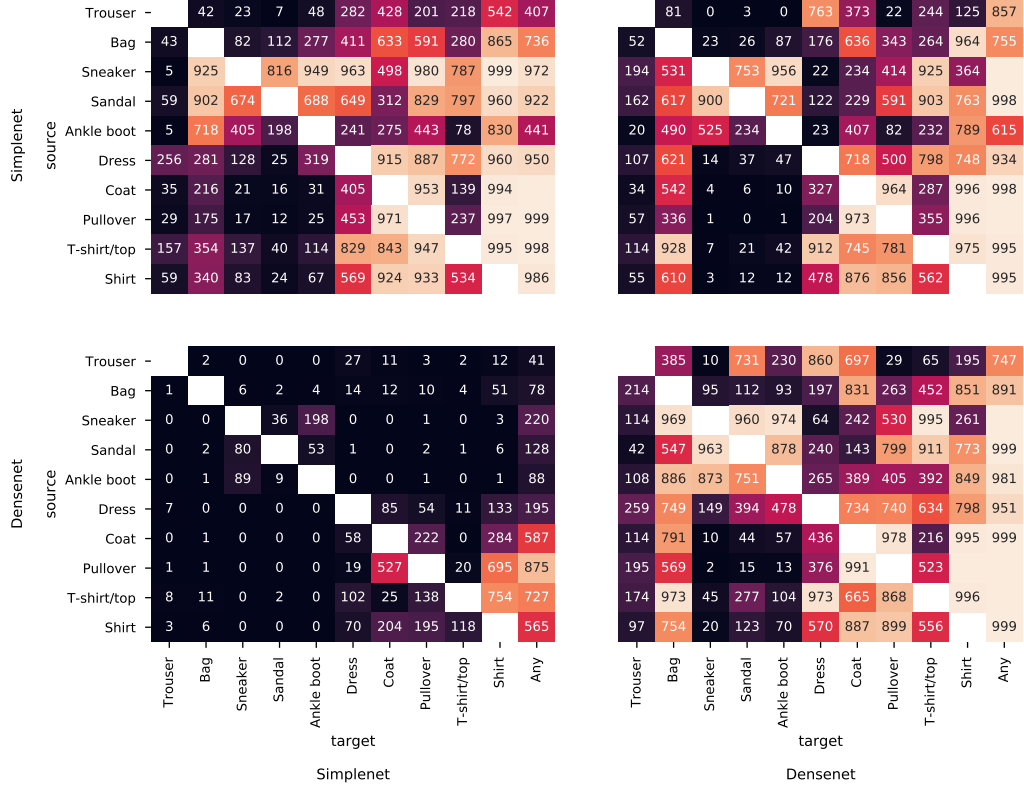 Trouser 42 23 7 48 282 428 201 218 542 407 81 0 3 0 763 373 22 244 125 857
Bag 43 82 112 277 411 633 591 280 865 736 52 23 26 87 176 636 343 264 964 755
Sneaker 5 925 816 949 963 498 980 787 999 972 194 531 753 956 22 234 414 925 364
Sandal 59 902 674 688 649 312 829 797 960 922 162 617 900 721 122 229 591 903 763 998
Ankle boot 5 718 405 198 241 275 443 78 830 441 20 490 525 234 23 407 82 232 789 615
Dress 256 281 128 25 319 915 887 772 960 950 107 621 14 37 47 718 500 798 748 934
Coat 35 216 21 16 31 405 953 139 994 34 542 4 6 10 327 964 287 996 998
Pullover 29 175 17 12 25 453 971 237 997 999 57 336 1 0 1 204 973 355 996
T-shirt/top 157 354 137 40 114 829 843 947 995 998 114 928 7 21 42 912 745 781 975 995
Shirt 59 340 83 24 67 569 924 933 534 986 55 610 3 12 12 478 876 856 562 995
Simplenet
source
Trouser 2 0 0 0 27 11 3 2 12 41 385 10 731 230 860 697 29 65 195 747
Bag 1 6 2 4 14 12 10 4 51 78 214 95 112 93 197 831 263 452 851 891
Sneaker 0 0 36 198 0 0 1 0 3 220 114 969 960 974 64 242 530 995 261
Sandal 0 2 80 53 1 0 2 1 6 128 42 547 963 878 240 143 799 911 773 999
Ankle boot 0 1 89 9 0 0 1 0 1 88 108 886 873 751 265 389 405 392 849 981
Dress 7 0 0 0 0 85 54 11 133 195 259 749 149 394 478 734 740 634 798 951
Coat 0 1 0 0 0 58 222 0 284 587 114 791 10 44 57 436 978 216 995 999
Pullover 1 1 0 0 0 19 527 20 695 875 195 569 2 15 13 376 991 523
T-shirt/top 8 11 0 2 0 102 25 138 754 727 174 973 45 277 104 973 665 868 996
Shirt 3 6 0 0 0 70 204 195 118 565 97 754 20 123 70 570 887 899 556 999
Densenet
source
Trouser Bag Sneaker Sandal Ankle boot Dress Coat Pullover T-shirt/top Shirt Any Trouser Bag Sneaker Sandal Ankle boot Dress Coat Pullover T-shirt/top Shirt Any
target target
Simplenet Densenet